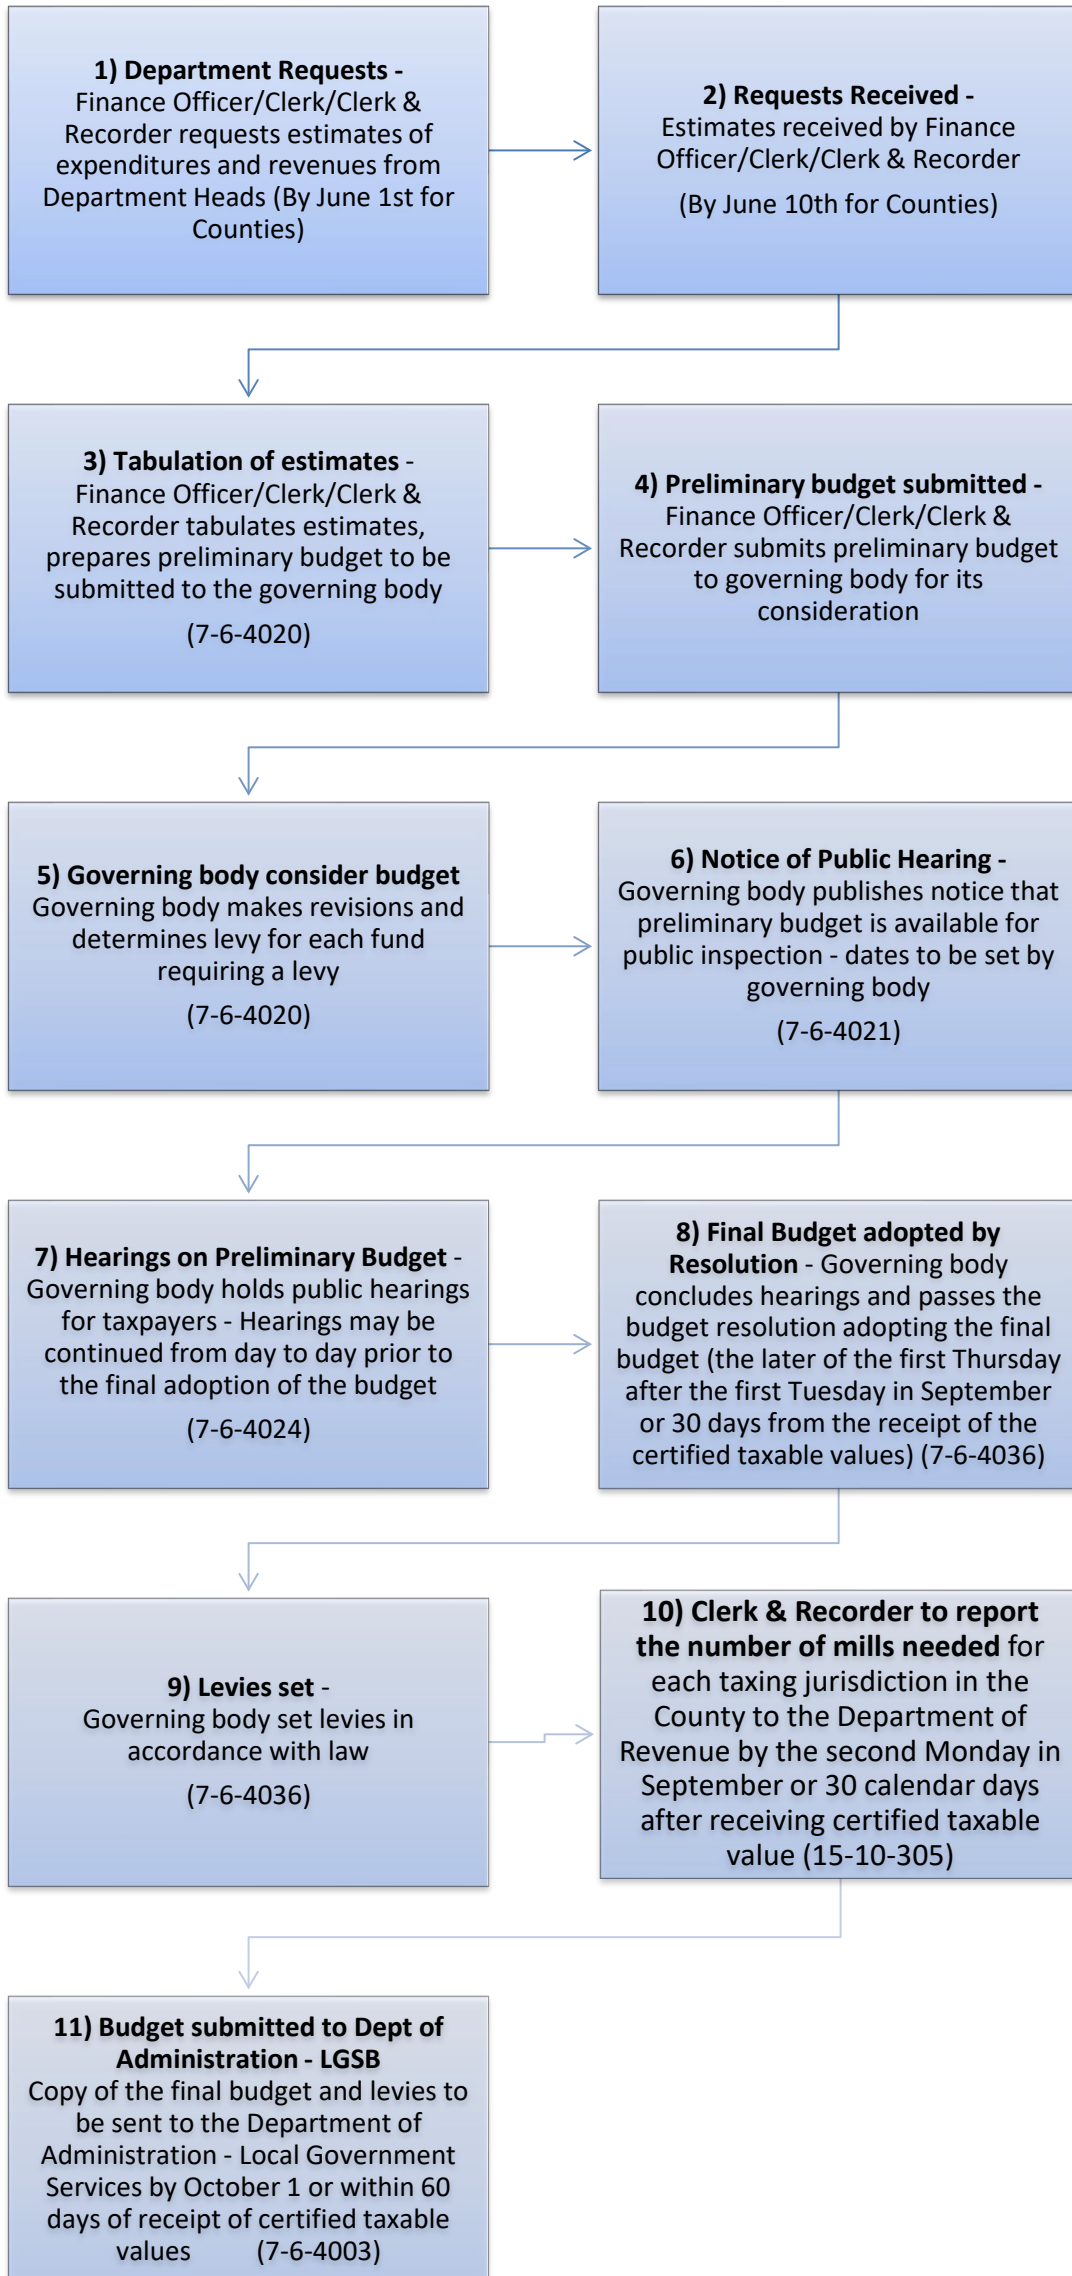 1) Department Requests -
Finance Officer/Clerk/Clerk &
Recorder requests estimates of
expenditures and revenues from
Department Heads (By June 1st for
Counties)
2) Requests Received -
Estimates received by Finance
Officer/Clerk/Clerk & Recorder
(By June 10th for Counties)
3) Tabulation of estimates -
Finance Officer/Clerk/Clerk &
Recorder tabulates estimates,
prepares preliminary budget to be
submitted to the governing body
(7-6-4020)
4) Preliminary budget submitted -
Finance Officer/Clerk/Clerk &
Recorder submits preliminary budget
to governing body for its
consideration
5) Governing body consider budget
Governing body makes revisions and
determines levy for each fund
requiring a levy
(7-6-4020)
6) Notice of Public Hearing -
Governing body publishes notice that
preliminary budget is available for
public inspection - dates to be set by
governing body
(7-6-4021)
7) Hearings on Preliminary Budget -
Governing body holds public hearings
for taxpayers - Hearings may be
continued from day to day prior to
the final adoption of the budget
(7-6-4024)
8) Final Budget adopted by
Resolution - Governing body
concludes hearings and passes the
budget resolution adopting the final
budget (the later of the first Thursday
after the first Tuesday in September
or 30 days from the receipt of the
certified taxable values) (7-6-4036)
9) Levies set -
Governing body set levies in
accordance with law
(7-6-4036)
10) Clerk & Recorder to report
the number of mills needed for
each taxing jurisdiction in the
County to the Department of
Revenue by the second Monday in
September or 30 calendar days
after receiving certified taxable
value (15-10-305)
11) Budget submitted to Dept of
Administration - LGSB
Copy of the final budget and levies to
be sent to the Department of
Administration - Local Government
Services by October 1 or within 60
days of receipt of certified taxable
values (7-6-4003)